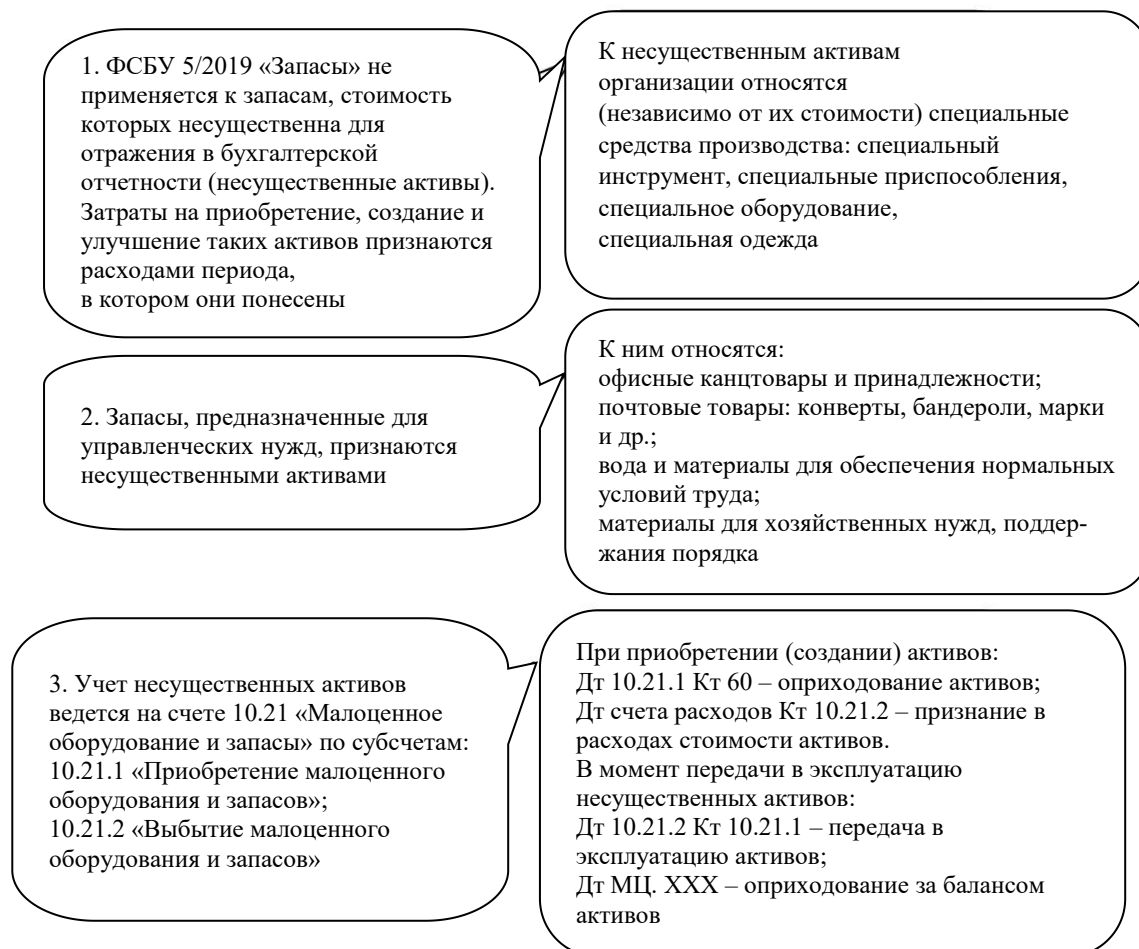 1. ФСБУ 5/2019 «Запасы» не
применяется к запасам, стоимость
которых несущественна для
отражения в бухгалтерской
отчетности (несущественные активы).
Затраты на приобретение, создание и
улучшение таких активов признаются
расходами периода,
в котором они понесены
К несущественным активам
организации относятся
(независимо от их стоимости) специальные
средства производства: специальный
инструмент, специальные приспособления,
специальное оборудование,
специальная одежда
2. Запасы, предназначенные для
управленческих нужд, признаются
несущественными активами
К ним относятся:
офисные канцтовары и принадлежности;
почтовые товары: конверты, бандероли, марки
и др.;
вода и материалы для обеспечения нормальных
условий труда;
материалы для хозяйственных нужд, поддер-
жания порядка
3. Учет несущественных активов
ведется на счете 10.21 «Малоценное
оборудование и запасы» по субсчетам:
10.21.1 «Приобретение малоценного
оборудования и запасов»;
10.21.2 «Выбытие малоценного
оборудования и запасов»
При приобретении (создании) активов:
Дт 10.21.1 Кт 60 – оприходование активов;
Дт счета расходов Кт 10.21.2 – признание в
расходах стоимости активов.
В момент передачи в эксплуатацию
несущественных активов:
Дт 10.21.2 Кт 10.21.1 – передача в
эксплуатацию активов;
Дт МЦ. ХХХ – оприходование за балансом
активов